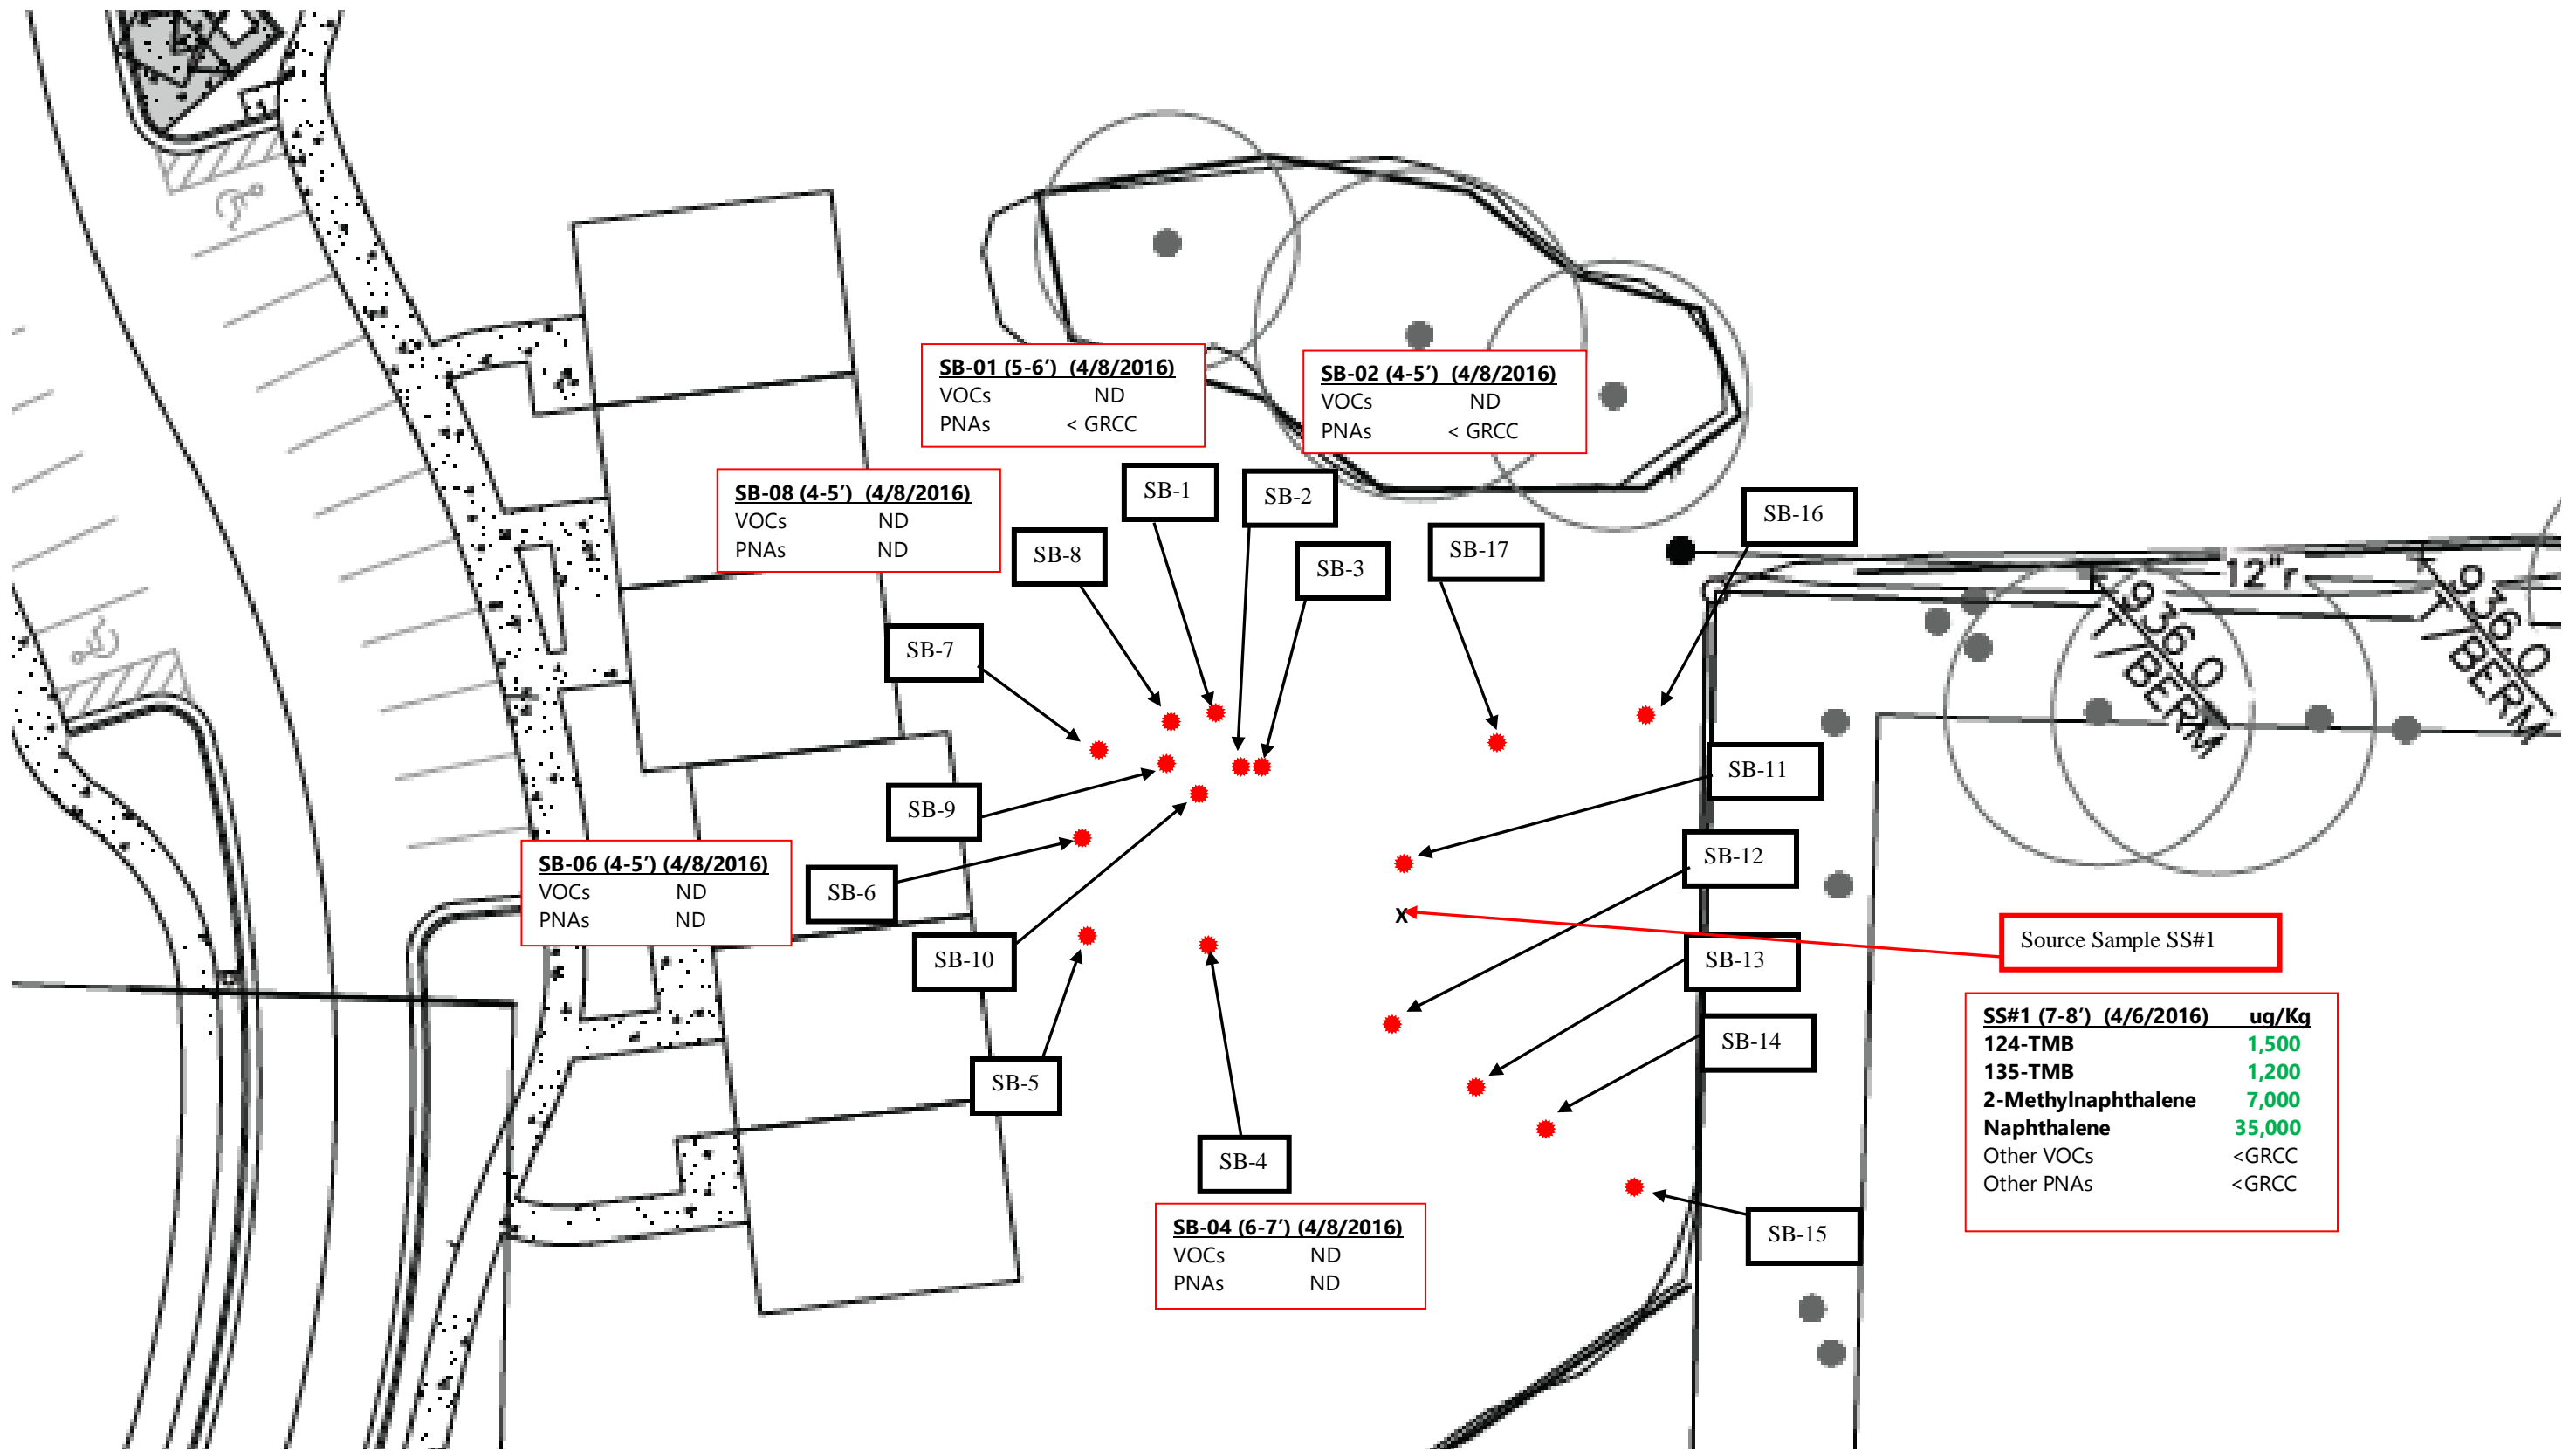 SB-01 (5-6’) (4/8/2016)
VOCs ND
PNAs < GRCC
SB-02 (4-5’) (4/8/2016)
VOCs ND
PNAs < GRCC
SB-08 (4-5’) (4/8/2016)
VOCs ND
PNAs ND
SB-1
SB-2
SB-16
SB-8
SB-17
SB-3
12"r
936.0
T/BERM
936.0
T/BERM
SB-7
SB-11
SB-9
SB-12
SB-06 (4-5’) (4/8/2016)
VOCs ND
PNAs ND
SB-6
X
Source Sample SS#1
SB-10
SB-13
SS#1 (7-8’) (4/6/2016) ug/Kg
124-TMB 1,500
135-TMB 1,200
2-Methylnaphthalene 7,000
Naphthalene 35,000
Other VOCs <GRCC
Other PNAs <GRCC
SB-14
SB-5
SB-4
SB-04 (6-7’) (4/8/2016)
VOCs ND
PNAs ND
SB-15